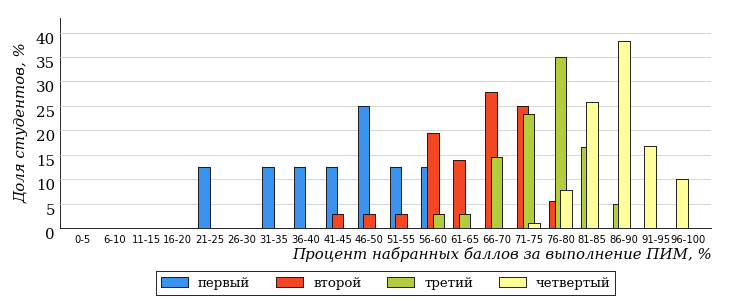 Доля студентов, %
40
35
30
25
20
15
10
5
0
0-5 6-10 11-15 16-20 21-25 26-30 31-35 36-40 41-45 46-50 51-55 56-60 61-65 66-70 71-75 76-80 81-85 86-90 91-95 96-100
Процент набранных баллов за выполнение ПИМ, %
первый второй третий четвертый